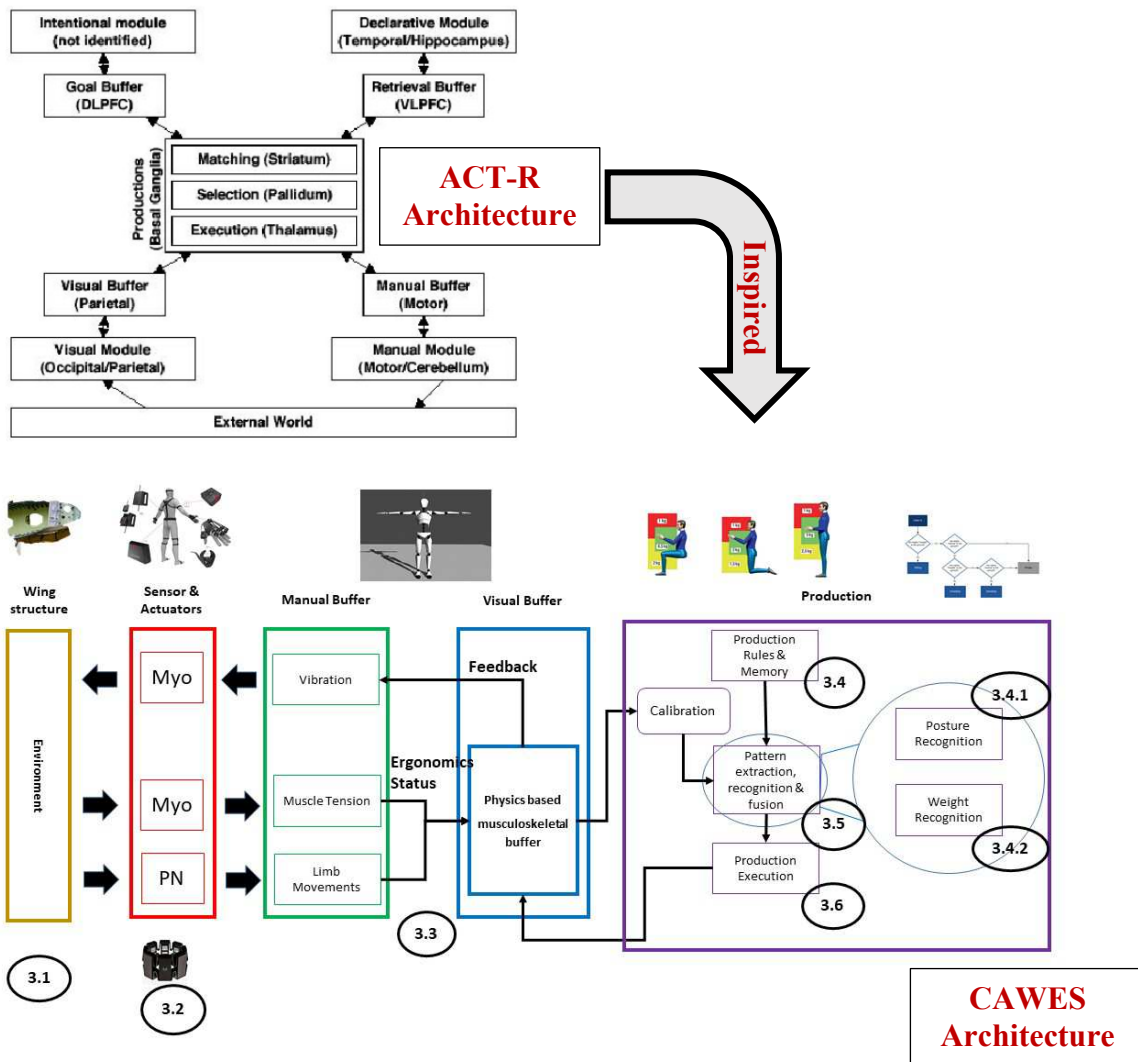 Intentional module
(not identified)
Declarative Module
(Temporal/Hippocampus)
Goal Buffer
(DLPFC)
Retrieval Buffer
(VLPFC)
Productions
(Basal Ganglia)
Matching (Striatum)
Selection (Pallidum)
Execution (Thalamus)
ACT-R
Architecture
Inspired
Visual Buffer
(Parietal)
Manual Buffer
(Motor)
Visual Module
(Occipital/Parietal)
Manual Module
(Motor/Cerebellum)
External World
Wing
structure
Sensor &
Actuators
Manual Buffer
Visual Buffer
Production
Environment
Myo
Myo
PN
Vibration
Muscle Tension
Limb
Movements
Feedback
Ergonomics
Status
Physics based
musculoskeletal
buffer
Calibration
Production
Rules &
Memory
3.4
Pattern
extraction,
recognition &
fusion
3.5
Production
Execution
3.6
3.4.1
Posture
Recognition
Weight
Recognition
3.4.2
3.1
3.2
3.3
CAWES
Architecture